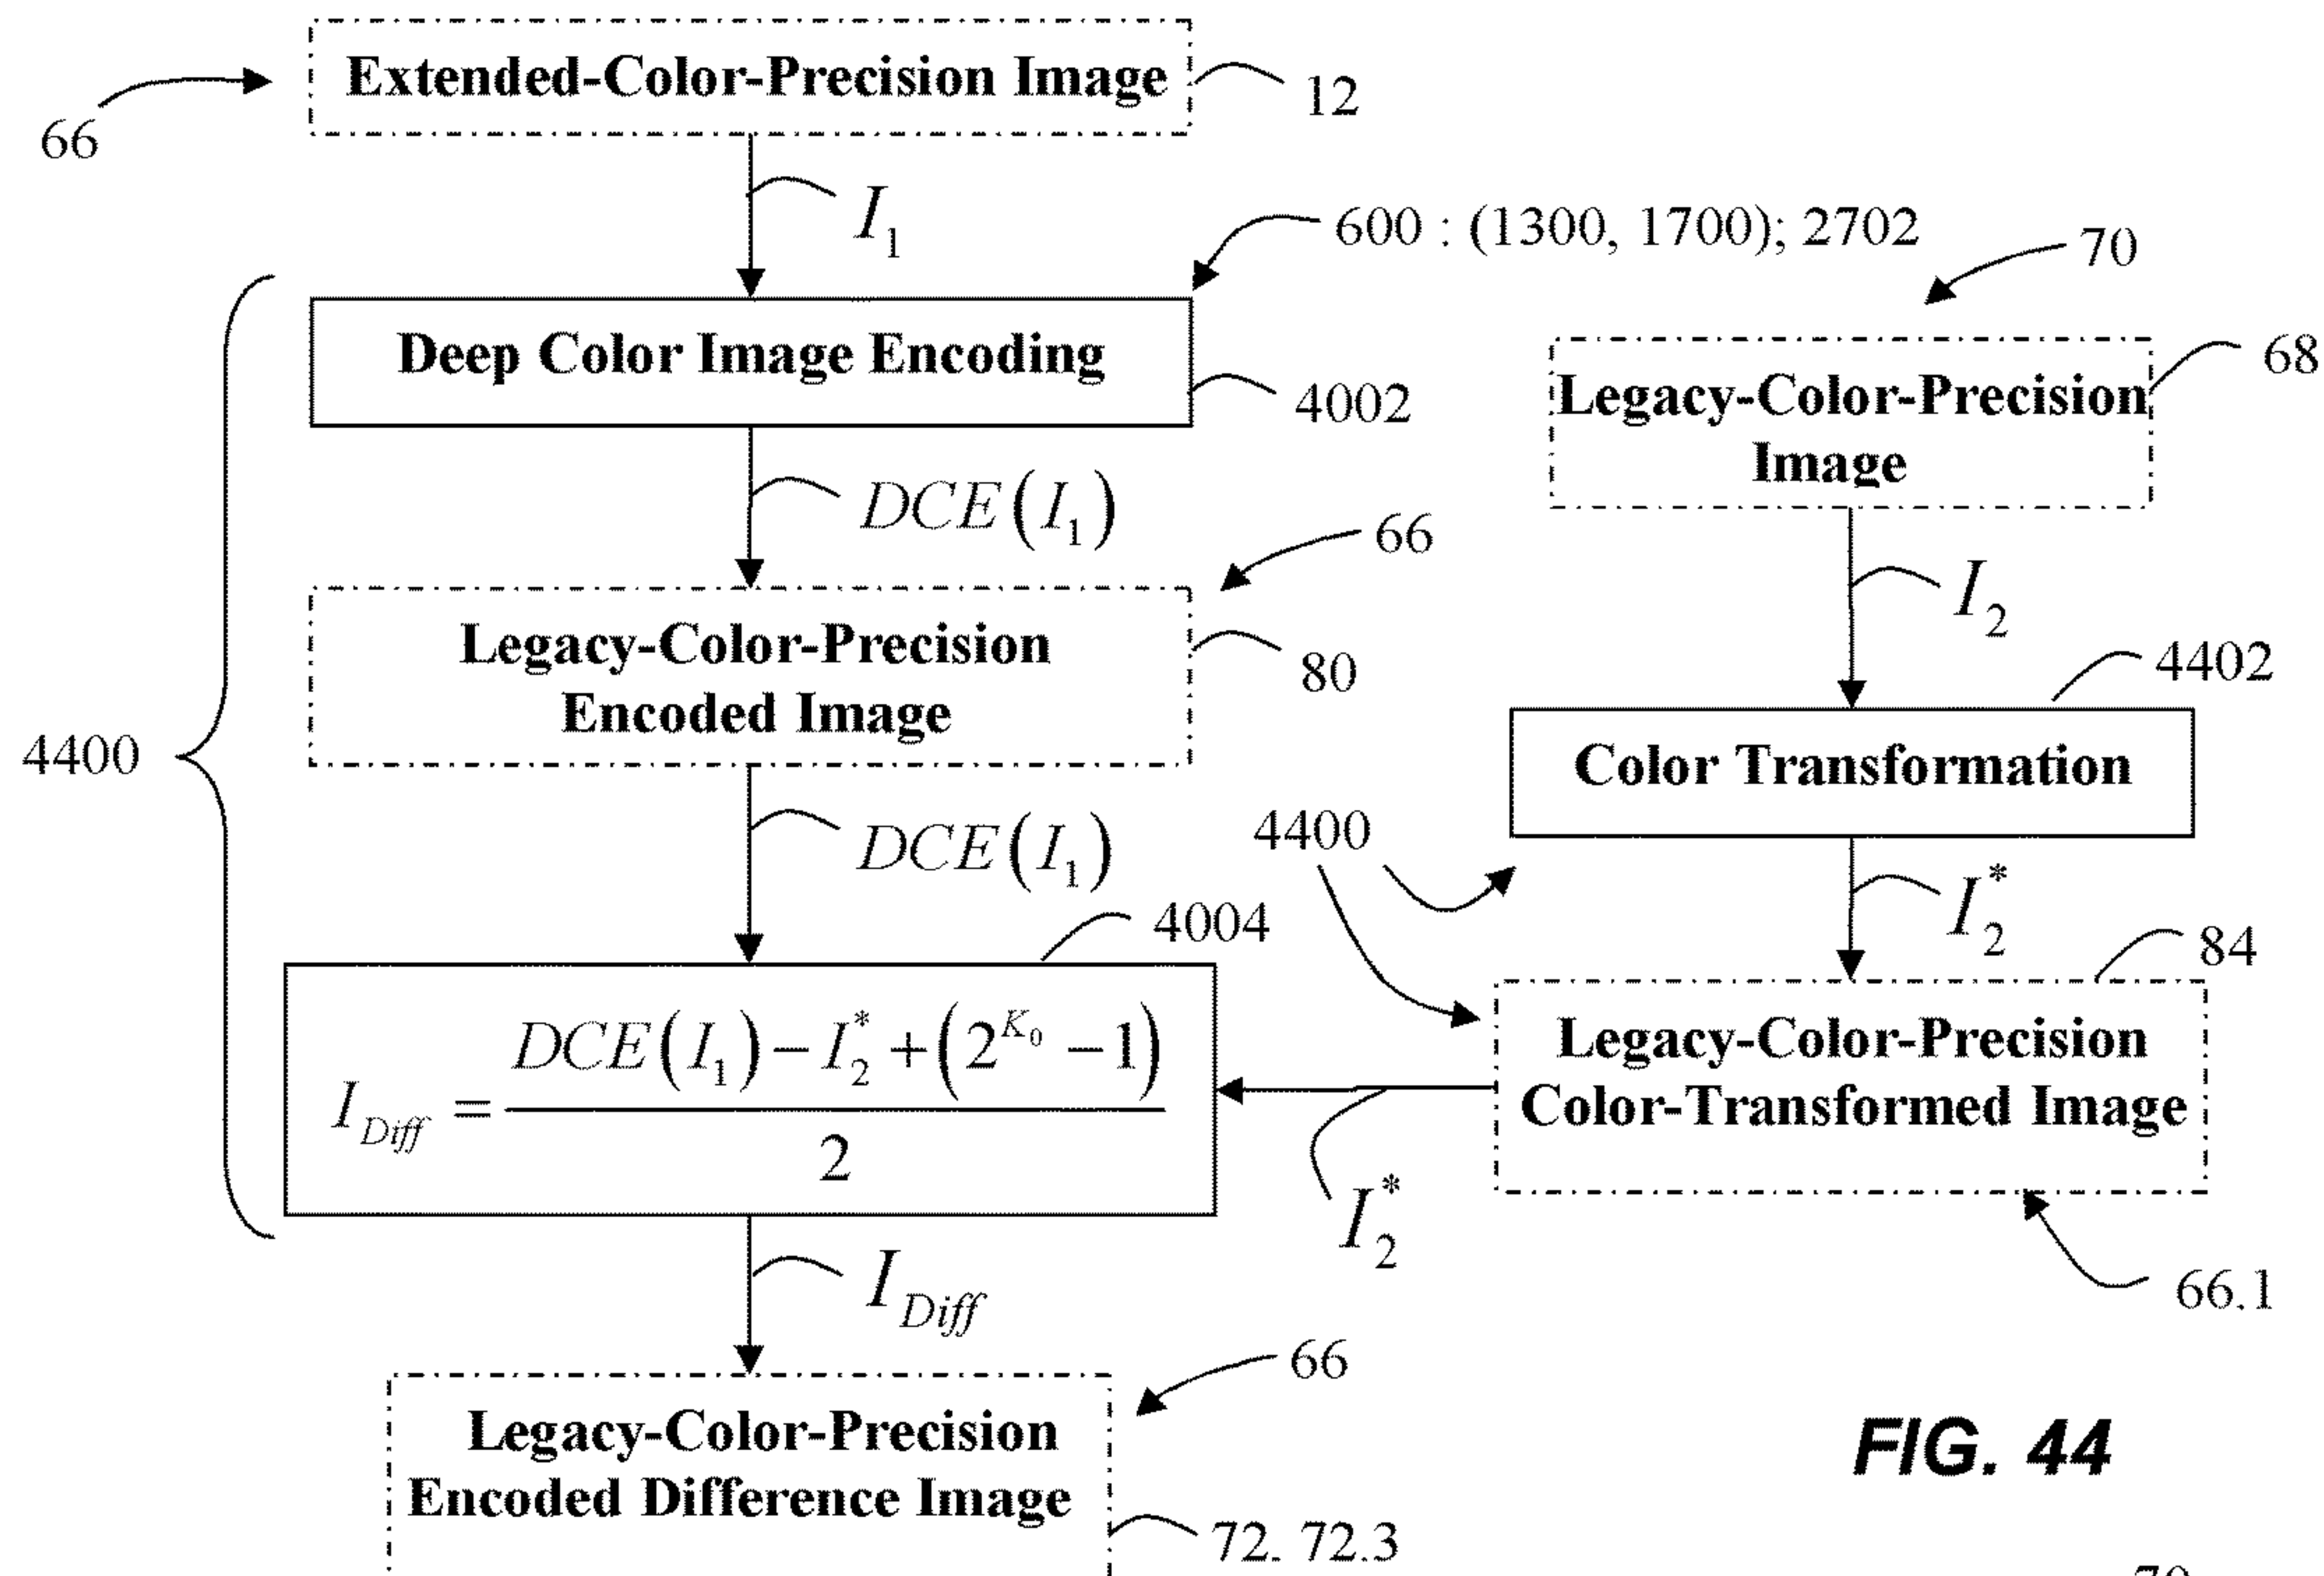 Extended-Color-Precision Image
12
66
I₁
600 : (1300, 1700); 2702
70
Deep Color Image Encoding
4002
Legacy-Color-Precision
Image
68
DCE(I₁)
66
I₂
Legacy-Color-Precision
Encoded Image
80
4402
4400
Color Transformation
DCE(I₁)
4400
I₂*
4004
84
I_Diff = (DCE(I₁) − I₂* + (2^K₀ − 1)) / 2
Legacy-Color-Precision
Color-Transformed Image
I₂*
66.1
I_Diff
66
Legacy-Color-Precision
Encoded Difference Image
72. 72.3
FIG. 44